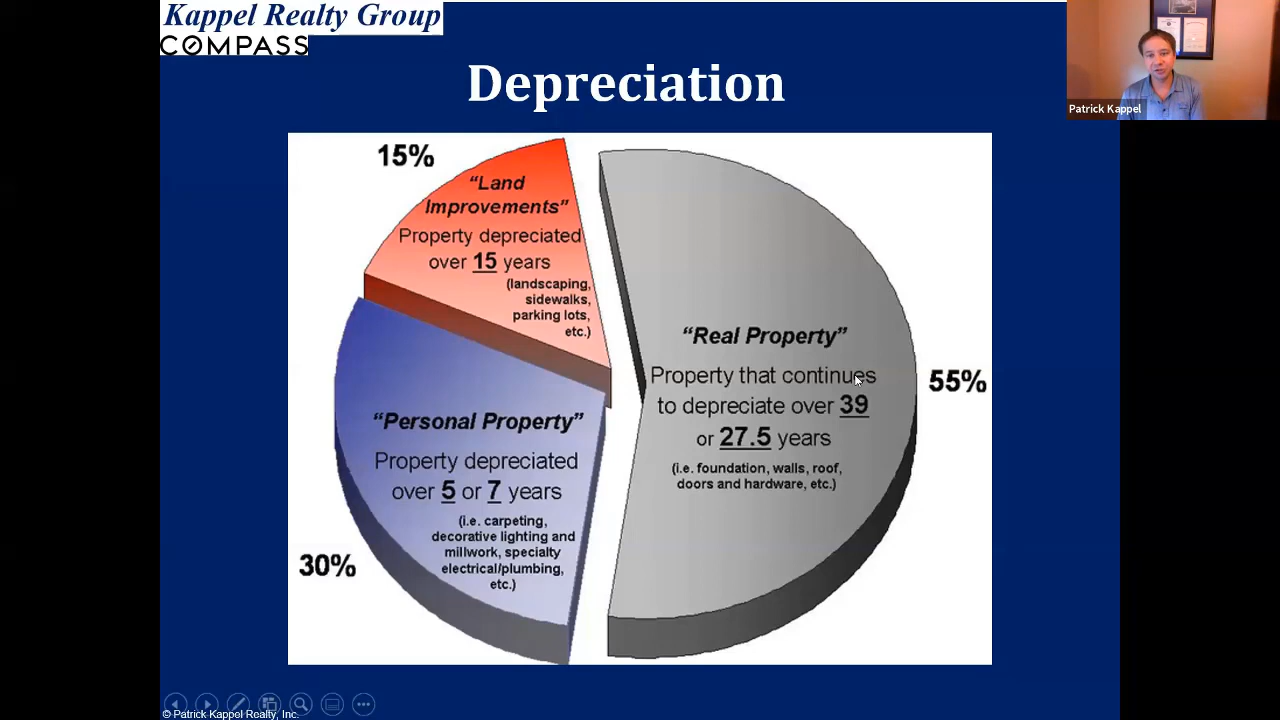 Kappel Realty Group
COMPASS
Patrick Kappel
Depreciation
15%
“Land
Improvements”
Property depreciated
over 15 years
(landscaping,
sidewalks,
parking lots,
etc.)
“Real Property”
Property that continues
to depreciate over 39
or 27.5 years
(i.e. foundation, walls, roof,
doors and hardware, etc.)
55%
“Personal Property”
Property depreciated
over 5 or 7 years
(i.e. carpeting,
decorative lighting and
millwork, specialty
electrical/plumbing,
etc.)
30%
© Patrick Kappel Realty, Inc.